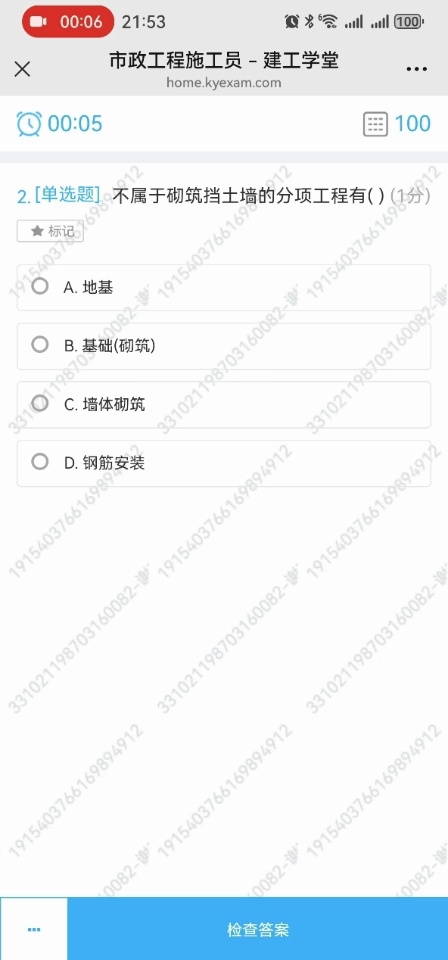 00:06 21:53 100
市政工程施工员 – 建工学堂
home.kyexam.com
00:05 100
2.[单选题] 不属于砌筑挡土墙的分项工程有( ) (1分)
标记
A. 地基
B. 基础(砌筑)
C. 墙体砌筑
D. 钢筋安装
检查答案